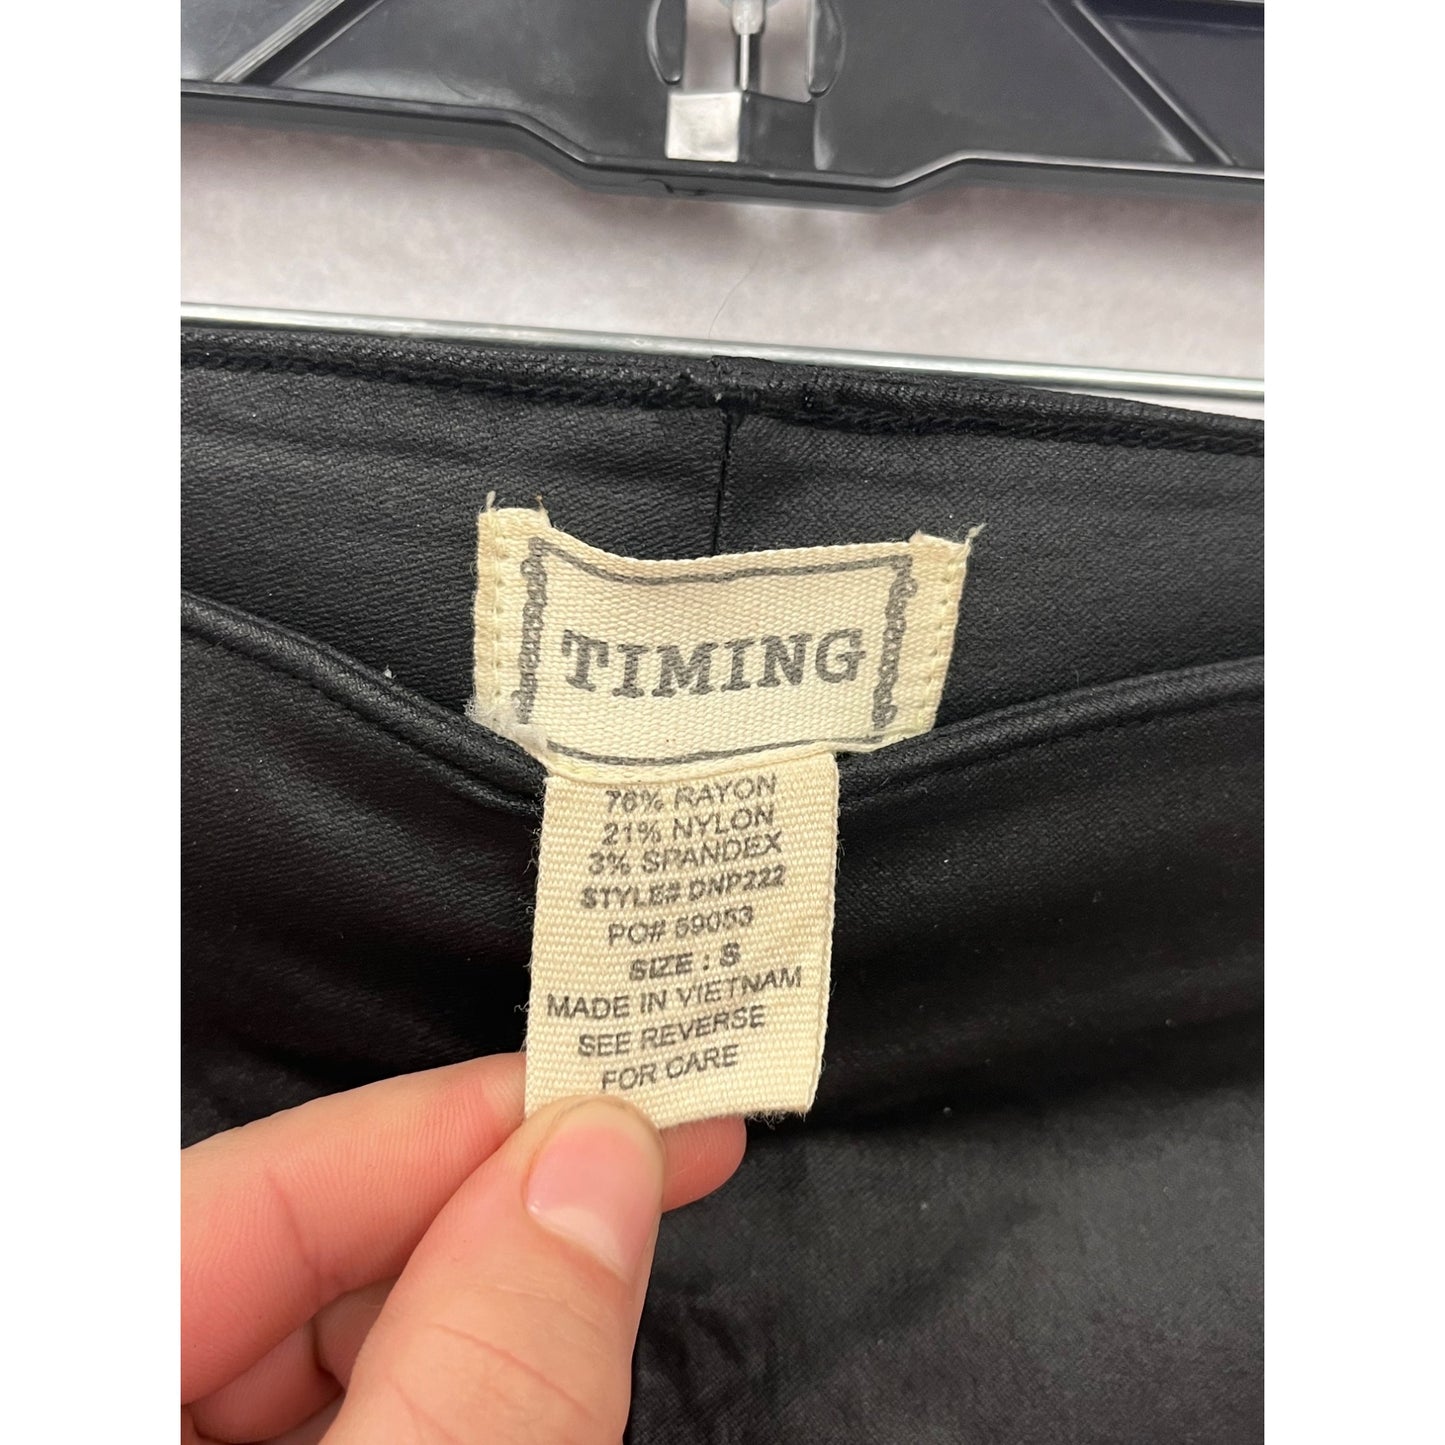 TIMING
76% RAYON
21% NYLON
3% SPANDEX
STYLE# DNP222
PO# 59053
SIZE : S
MADE IN VIETNAM
SEE REVERSE
FOR CARE